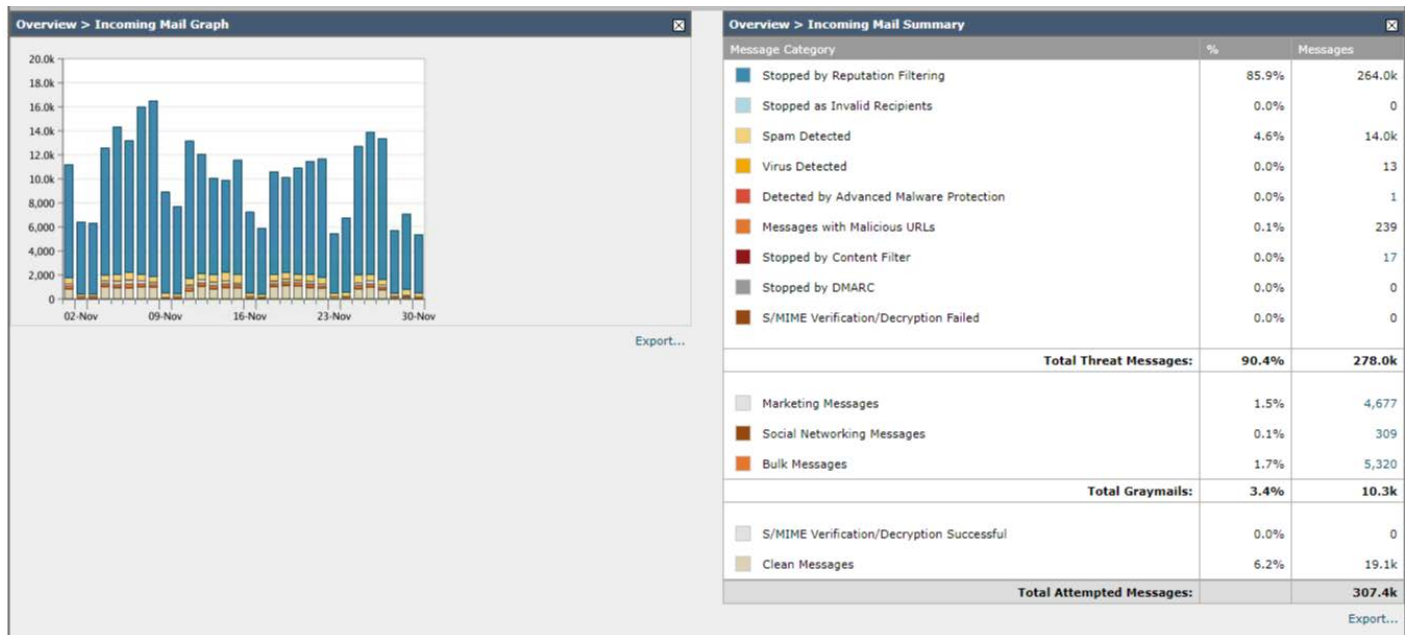 Overview > Incoming Mail Graph
20.0k
18.0k
16.0k
14.0k
12.0k
10.0k
8,000
6,000
4,000
2,000
0
02-Nov 09-Nov 16-Nov 23-Nov 30-Nov
Export...
Overview > Incoming Mail Summary
Message Category % Messages
Stopped by Reputation Filtering 85.9% 264.0k
Stopped as Invalid Recipients 0.0% 0
Spam Detected 4.6% 14.0k
Virus Detected 0.0% 13
Detected by Advanced Malware Protection 0.0% 1
Messages with Malicious URLs 0.1% 239
Stopped by Content Filter 0.0% 17
Stopped by DMARC 0.0% 0
S/MIME Verification/Decryption Failed 0.0% 0
Total Threat Messages: 90.4% 278.0k
Marketing Messages 1.5% 4,677
Social Networking Messages 0.1% 309
Bulk Messages 1.7% 5,320
Total Graymails: 3.4% 10.3k
S/MIME Verification/Decryption Successful 0.0% 0
Clean Messages 6.2% 19.1k
Total Attempted Messages: 307.4k
Export...